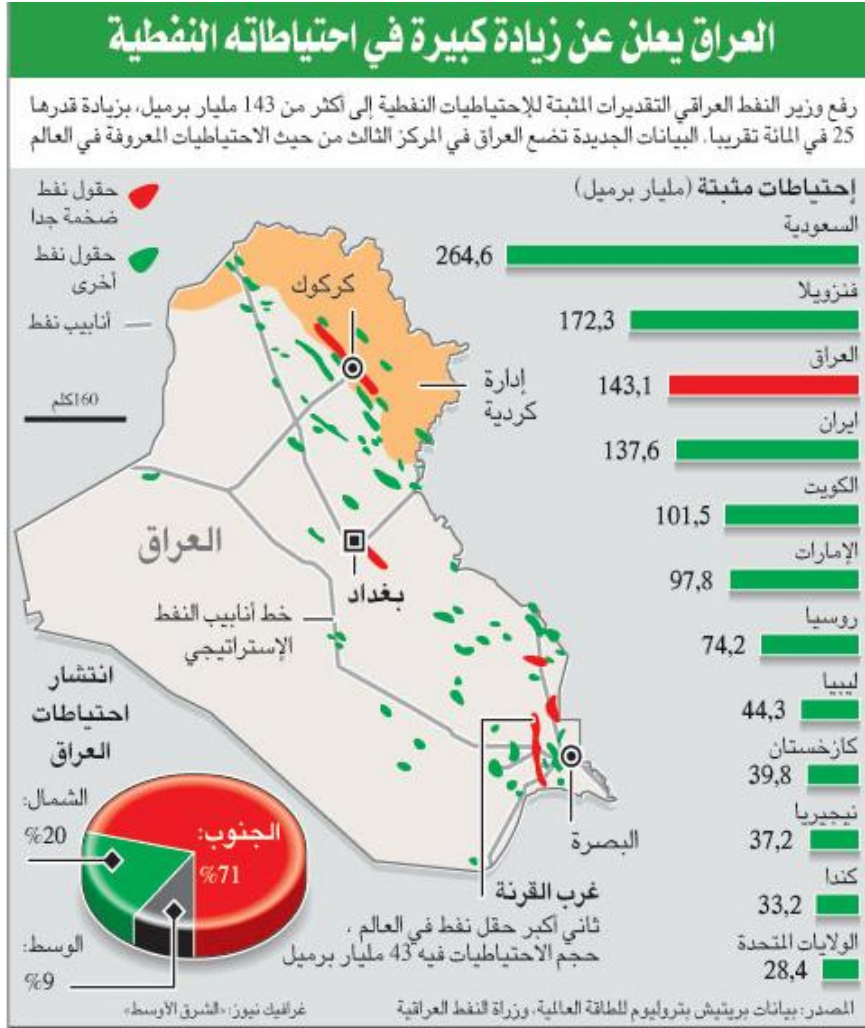 العراق يعلن عن زيادة كبيرة في احتياطاته النفطية
رفع وزير النفط العراقي التقديرات المثبتة للإحتياطيات النفطية إلى أكثر من 143 مليار برميل، بزيادة قدرها
25 في المائة تقريبا. البيانات الجديدة تضع العراق في المركز الثالث من حيث الاحتياطيات المعروفة في العالم
إحتياطات مثبتة (مليار برميل)
السعودية
264,6
فنزويلا
172,3
العراق
143,1
ايران
137,6
الكويت
101,5
الإمارات
97,8
روسيا
74,2
ليبيا
44,3
كازخستان
39,8
نيجيريا
37,2
كندا
33,2
الولايات المتحدة
28,4
حقول نفط
ضخمة جدا
حقول نفط
أخرى
أنابيب نفط
160كلم
كركوك
إدارة
كردية
العراق
بغداد
خط أنابيب النفط
الإستراتيجي
البصرة
غرب القرنة
ثاني أكبر حقل نفط في العالم ،
حجم الاحتياطيات فيه 43 مليار برميل
انتشار
احتياطات
العراق
الشمال:
%20
الجنوب:
%71
الوسط:
%9
المصدر: بيانات بريتيش بتروليوم للطاقة العالمية، وزراة النفط العراقية
غرافيك نيوز: «الشرق الأوسط»